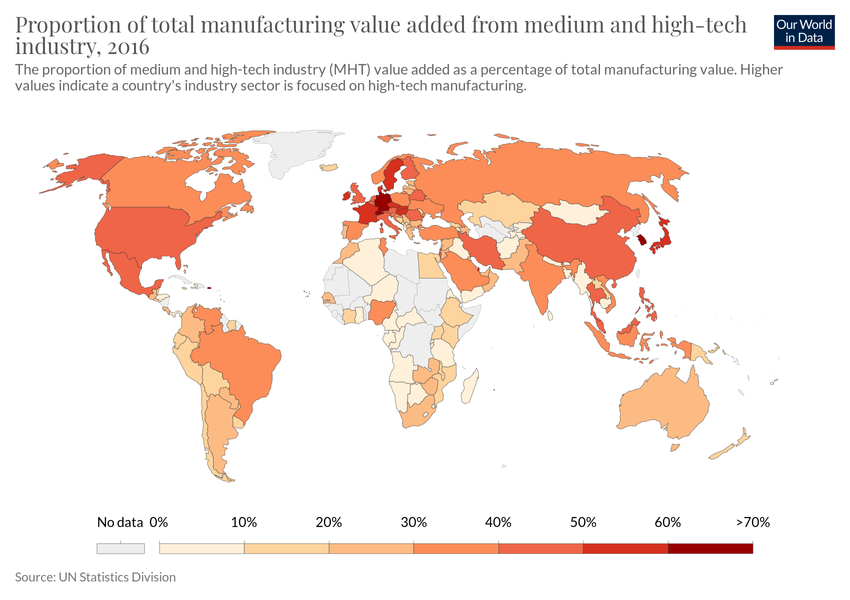 Proportion of total manufacturing value added from medium and high-tech
industry, 2016
Our World
in Data
The proportion of medium and high-tech industry (MHT) value added as a percentage of total manufacturing value. Higher
values indicate a country's industry sector is focused on high-tech manufacturing.
No data 0% 10% 20% 30% 40% 50% 60% >70%
Source: UN Statistics Division